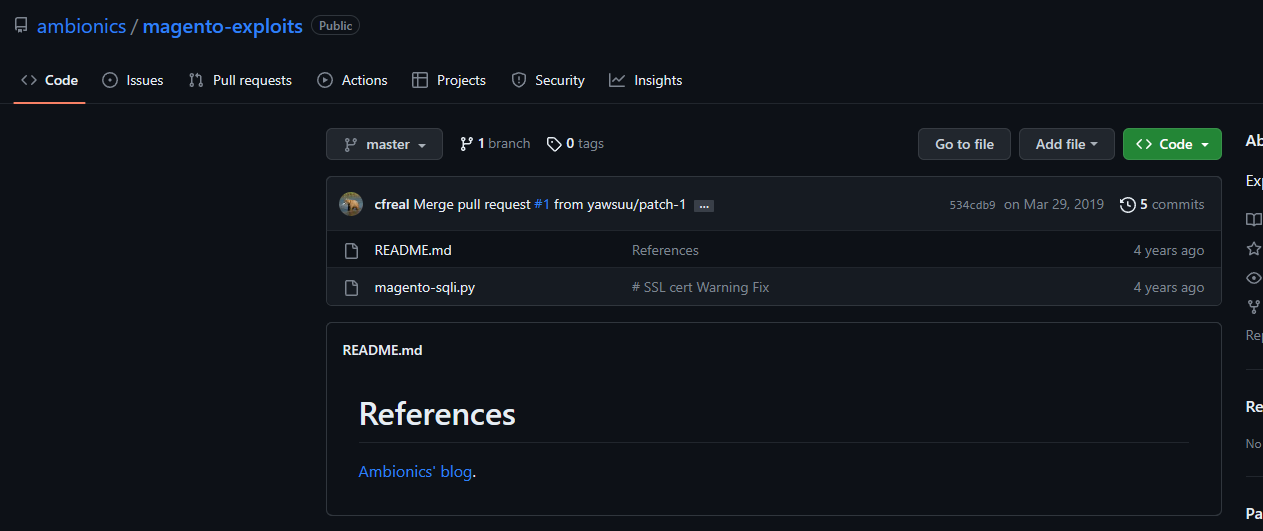 ambionics / magento-exploits Public
Code Issues Pull requests Actions Projects Security Insights
master 1 branch 0 tags Go to file Add file Code
cfreal Merge pull request #1 from yawsuu/patch-1 ... 534cdb9 on Mar 29, 2019 5 commits
README.md References 4 years ago
magento-sqli.py # SSL cert Warning Fix 4 years ago
README.md
References
Ambionics' blog.
Ab
Exp
Rep
Re
No
Pa